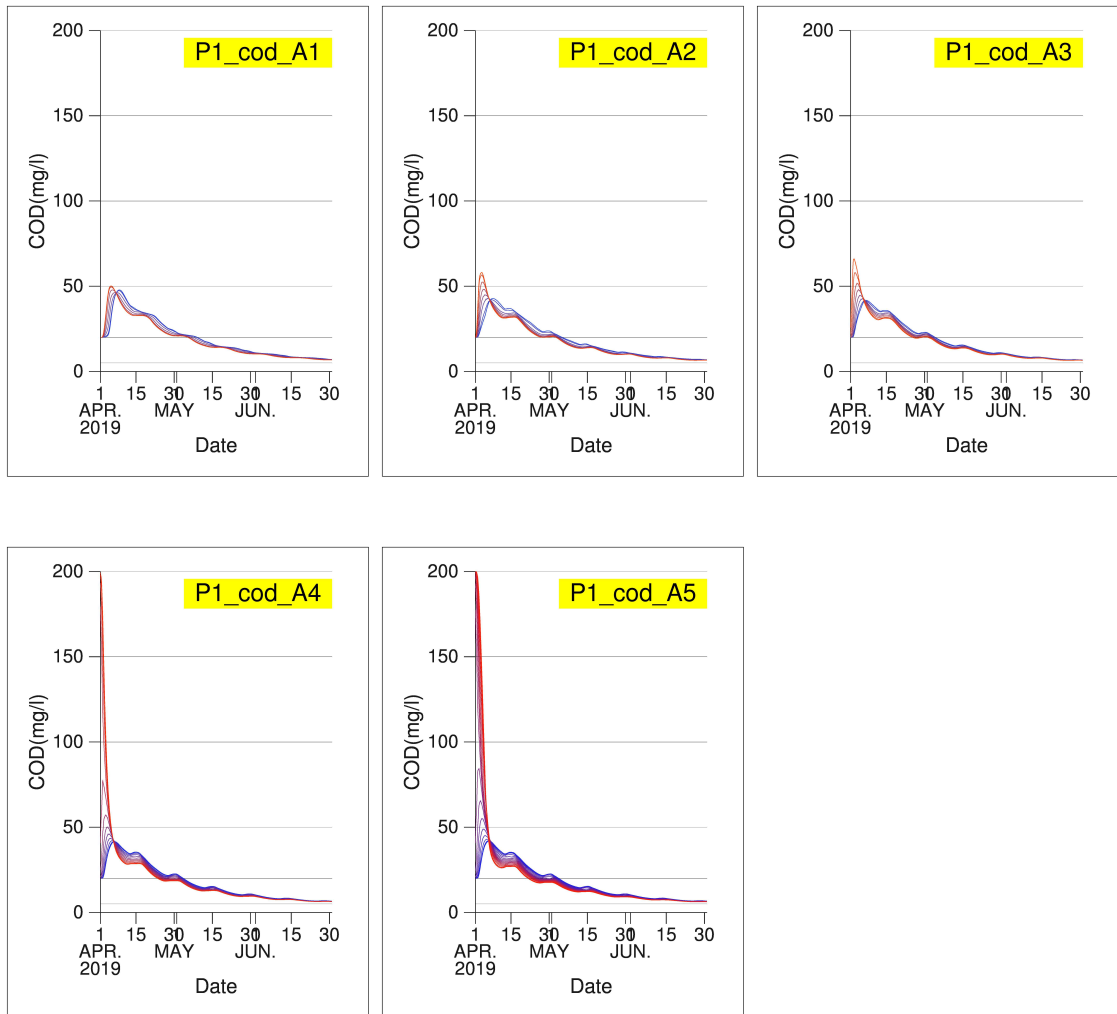 P1_cod_A1
200
150
100
50
0
COD(mg/l)
1 15 30 1 15 30 1 15 30
APR. MAY JUN.
2019
Date
P1_cod_A2
200
150
100
50
0
COD(mg/l)
1 15 30 1 15 30 1 15 30
APR. MAY JUN.
2019
Date
P1_cod_A3
200
150
100
50
0
COD(mg/l)
1 15 30 1 15 30 1 15 30
APR. MAY JUN.
2019
Date
P1_cod_A4
200
150
100
50
0
COD(mg/l)
1 15 30 1 15 30 1 15 30
APR. MAY JUN.
2019
Date
P1_cod_A5
200
150
100
50
0
COD(mg/l)
1 15 30 1 15 30 1 15 30
APR. MAY JUN.
2019
Date